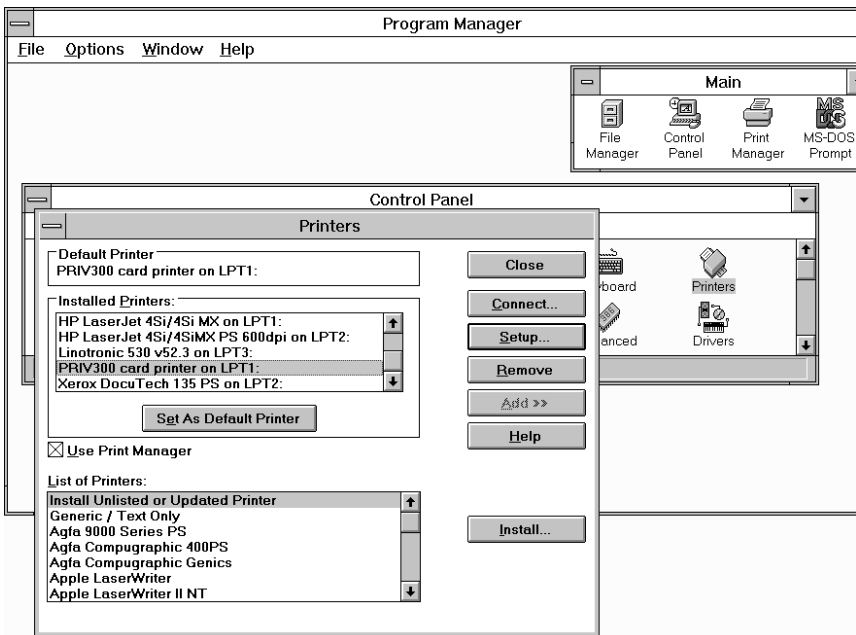 Program Manager
File Options Window Help
Main
File Manager
Control Panel
Print Manager
MS-DOS Prompt
Control Panel
Printers
Default Printer
PRIV300 card printer on LPT1:
Installed Printers:
HP LaserJet 4Si/4Si MX on LPT1:
HP LaserJet 4Si/4SiMX PS 600dpi on LPT2:
Linotronic 530 v52.3 on LPT3:
PRIV300 card printer on LPT1:
Xerox DocuTech 135 PS on LPT2:
Set As Default Printer
Use Print Manager
List of Printers:
Install Unlisted or Updated Printer
Generic / Text Only
Agfa 9000 Series PS
Agfa Compugraphic 400PS
Agfa Compugraphic Genics
Apple LaserWriter
Apple LaserWriter II NT
Close
Connect...
Setup...
Remove
Add >>
Help
Install...
board
Printers
anced
Drivers